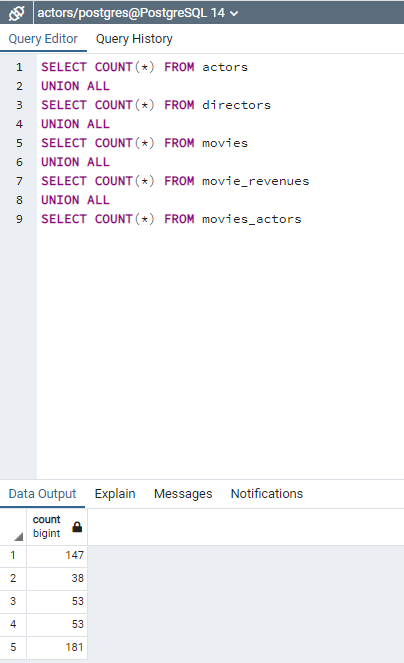 actors/postgres@PostgreSQL 14
Query Editor Query History
1 SELECT COUNT(*) FROM actors
2 UNION ALL
3 SELECT COUNT(*) FROM directors
4 UNION ALL
5 SELECT COUNT(*) FROM movies
6 UNION ALL
7 SELECT COUNT(*) FROM movie_revenues
8 UNION ALL
9 SELECT COUNT(*) FROM movies_actors
Data Output Explain Messages Notifications
count
bigint
1 147
2 38
3 53
4 53
5 181